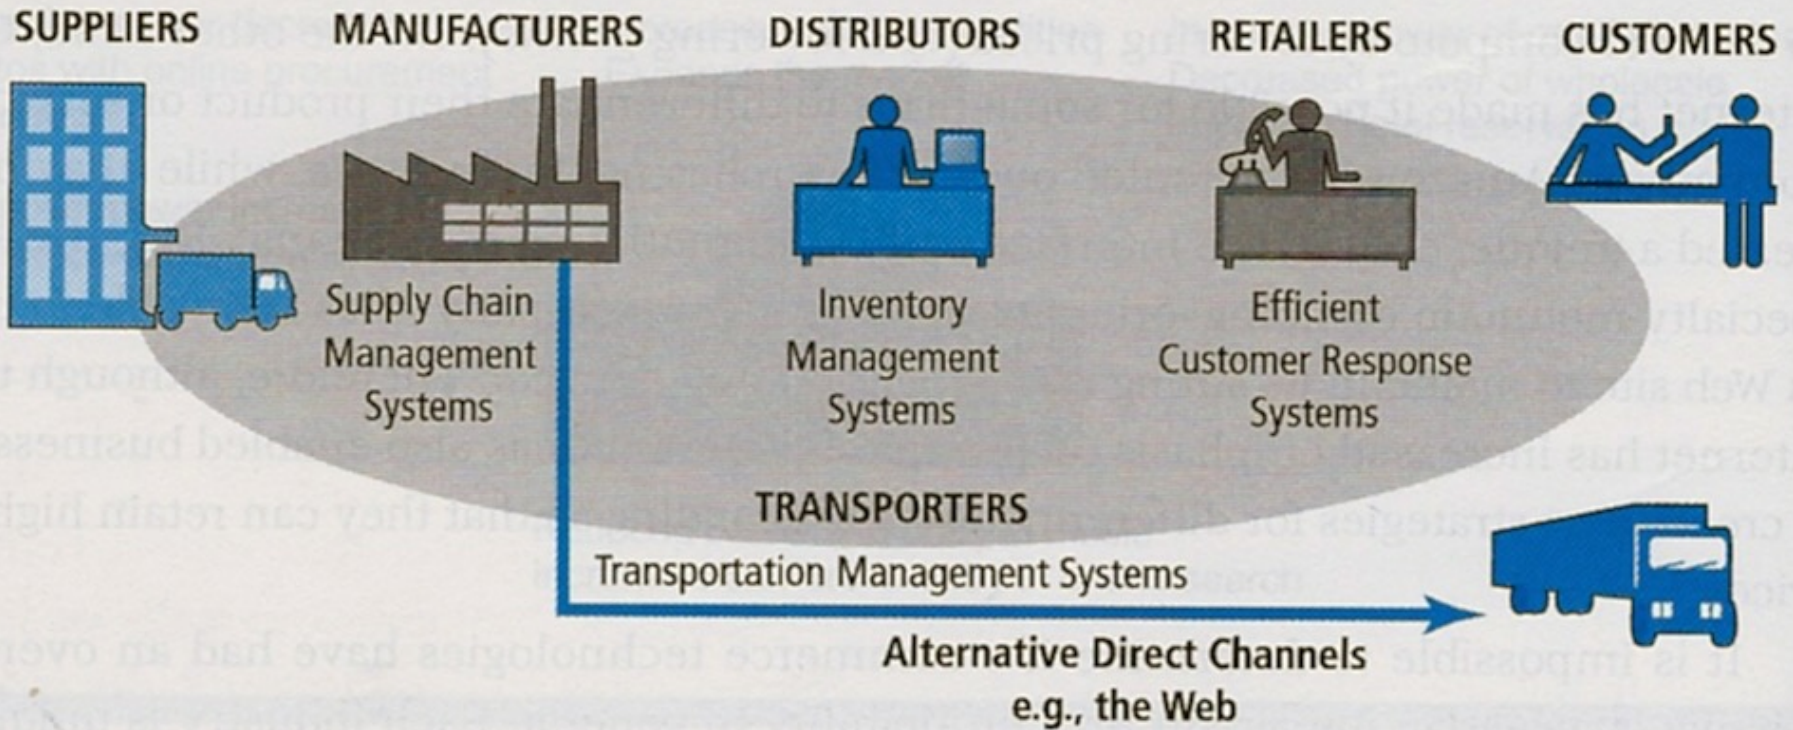 SUPPLIERS
MANUFACTURERS
DISTRIBUTORS
RETAILERS
CUSTOMERS
Supply Chain
Management
Systems
Inventory
Management
Systems
Efficient
Customer Response
Systems
TRANSPORTERS
Transportation Management Systems
Alternative Direct Channels
e.g., the Web